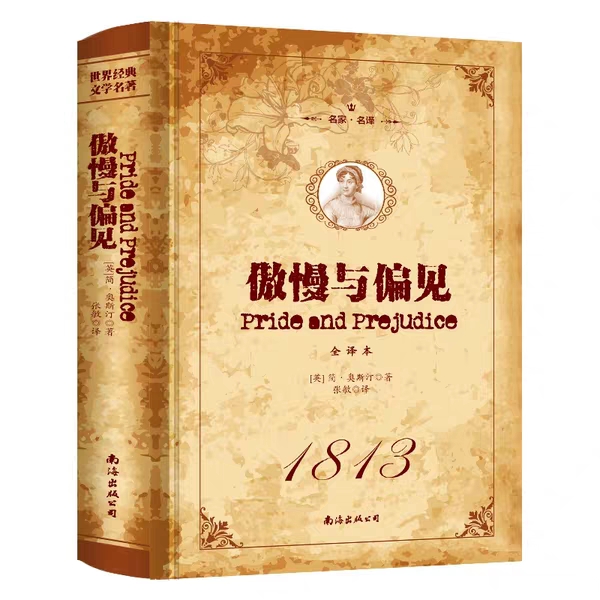 世界经典
文学名著
傲慢与偏见
Pride and Prejudice
[英]简·奥斯汀◎著
张敏◎译
南海出版公司
名家·名译
傲慢与偏见
Pride and Prejudice
全译本
[英]简·奥斯汀◎著
张敏◎译
1813
南海出版公司